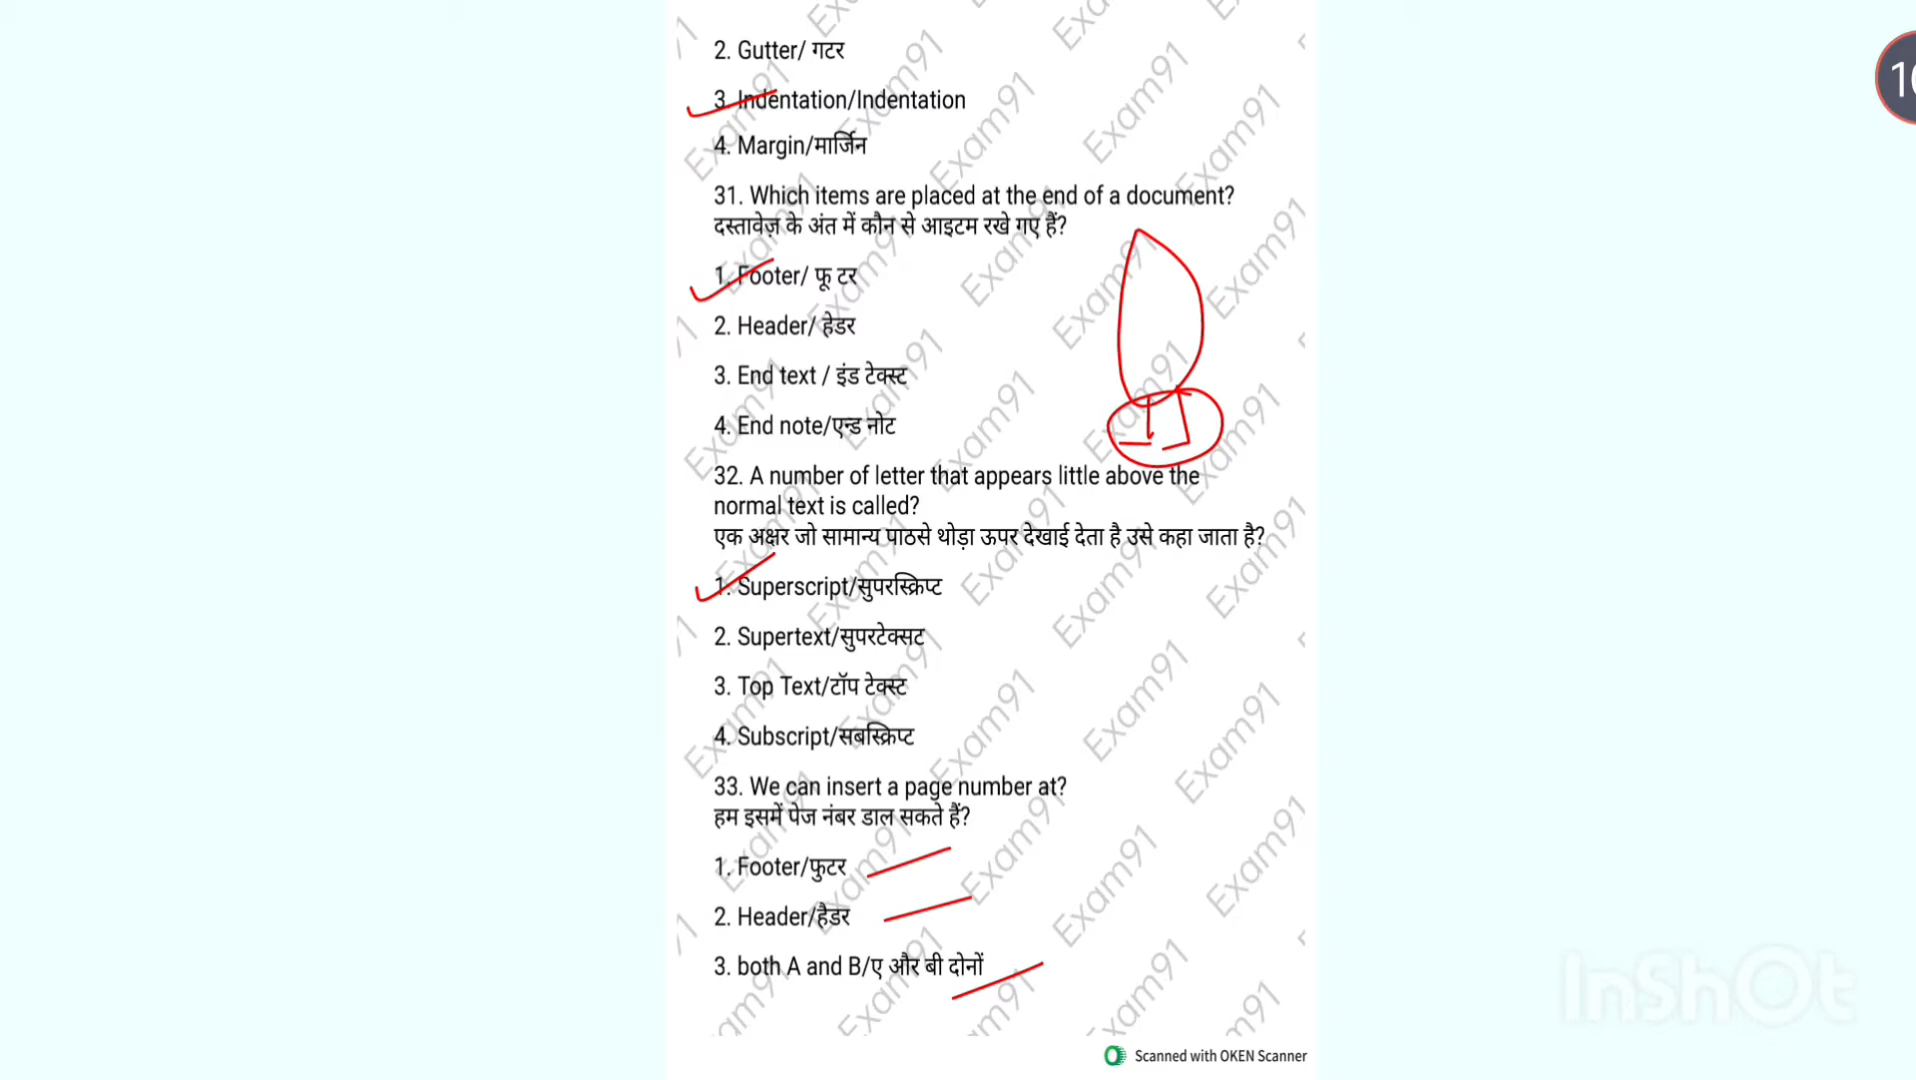 2. Gutter/ गटर
10
3. Indentation/Indentation
4. Margin/मार्जिन
31. Which items are placed at the end of a document?
दस्तावेज़ के अंत में कौन से आइटम रखे गए हैं?
1. Footer/ फू टर
2. Header/ हेडर
3. End text / इंड टेक्स्ट
4. End note/एन्ड नोट
32. A number of letter that appears little above the
normal text is called?
एक अक्षर जो सामान्य पाठसे थोड़ा ऊपर देखाई देता है उसे कहा जाता है?
1. Superscript/सुपरस्क्रिप्ट
2. Supertext/सुपरटेक्सट
3. Top Text/टॉप टेक्स्ट
4. Subscript/सबस्क्रिप्ट
33. We can insert a page number at?
हम इसमें पेज नंबर डाल सकते हैं?
1. Footer/फुटर
2. Header/हैडर
3. both A and B/ए और बी दोनों
Exam91
InShOt
Scanned with OKEN Scanner